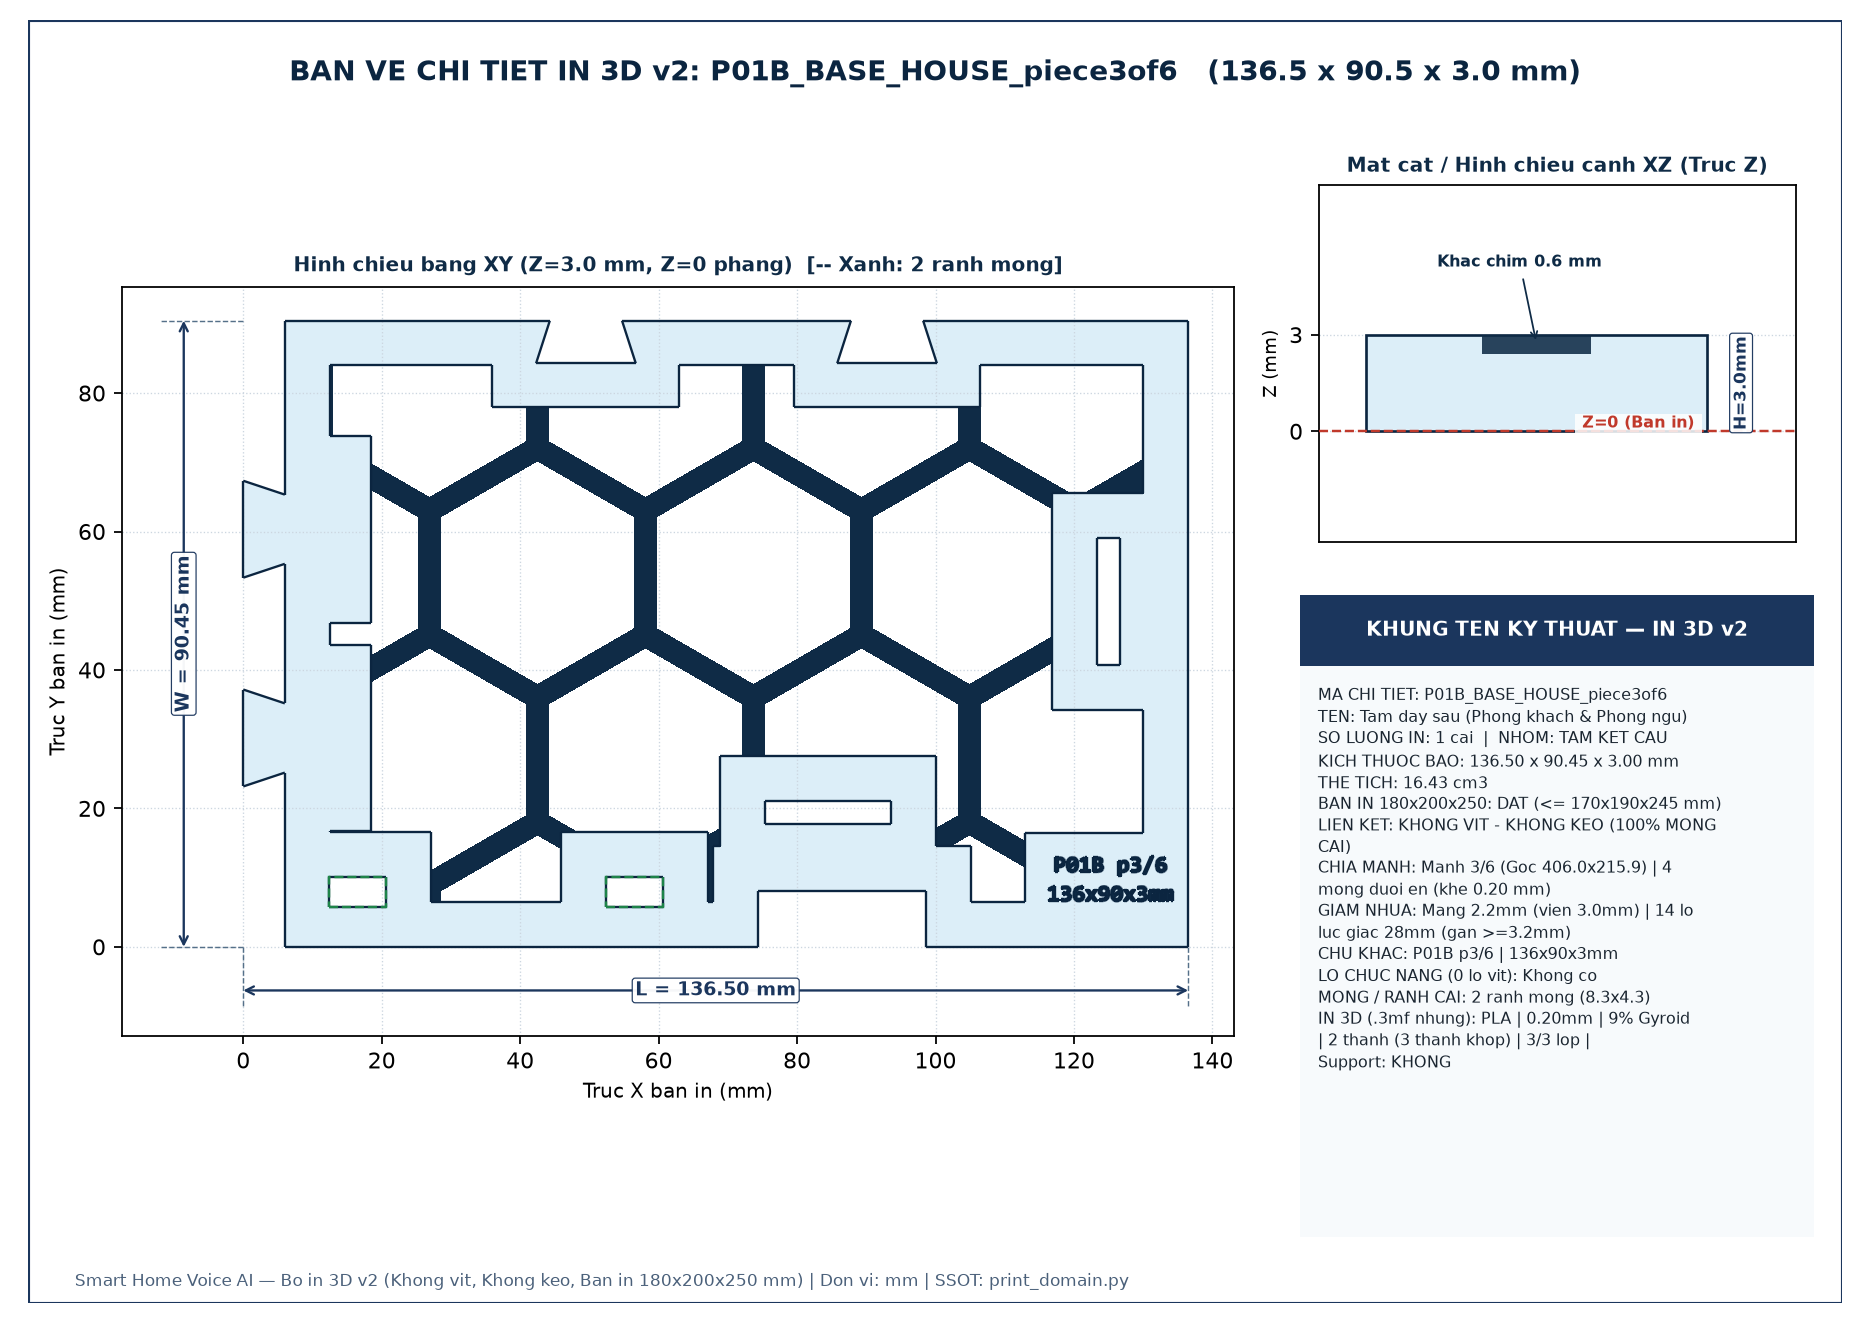 BAN VE CHI TIET IN 3D v2: P01B_BASE_HOUSE_piece3of6   (136.5 x 90.5 x 3.0 mm)
Mat cat / Hinh chieu canh XZ (Truc Z)
Khac chim 0.6 mm
Z (mm)
3
0
Z=0 (Ban in)
H=3.0mm
Hinh chieu bang XY (Z=3.0 mm, Z=0 phang)  [-- Xanh: 2 ranh mong]
Truc Y ban in (mm)
80
60
40
20
0
W = 90.45 mm
P01B p3/6
136x90x3mm
L = 136.50 mm
0 20 40 60 80 100 120 140
Truc X ban in (mm)
KHUNG TEN KY THUAT — IN 3D v2
MA CHI TIET: P01B_BASE_HOUSE_piece3of6
TEN: Tam day sau (Phong khach & Phong ngu)
SO LUONG IN: 1 cai  |  NHOM: TAM KET CAU
KICH THUOC BAO: 136.50 x 90.45 x 3.00 mm
THE TICH: 16.43 cm3
BAN IN 180x200x250: DAT (<= 170x190x245 mm)
LIEN KET: KHONG VIT - KHONG KEO (100% MONG
CAI)
CHIA MANH: Manh 3/6 (Goc 406.0x215.9) | 4
mong duoi en (khe 0.20 mm)
GIAM NHUA: Mang 2.2mm (vien 3.0mm) | 14 lo
luc giac 28mm (gan >=3.2mm)
CHU KHAC: P01B p3/6 | 136x90x3mm
LO CHUC NANG (0 lo vit): Khong co
MONG / RANH CAI: 2 ranh mong (8.3x4.3)
IN 3D (.3mf nhung): PLA | 0.20mm | 9% Gyroid
| 2 thanh (3 thanh khop) | 3/3 lop |
Support: KHONG
Smart Home Voice AI — Bo in 3D v2 (Khong vit, Khong keo, Ban in 180x200x250 mm) | Don vi: mm | SSOT: print_domain.py